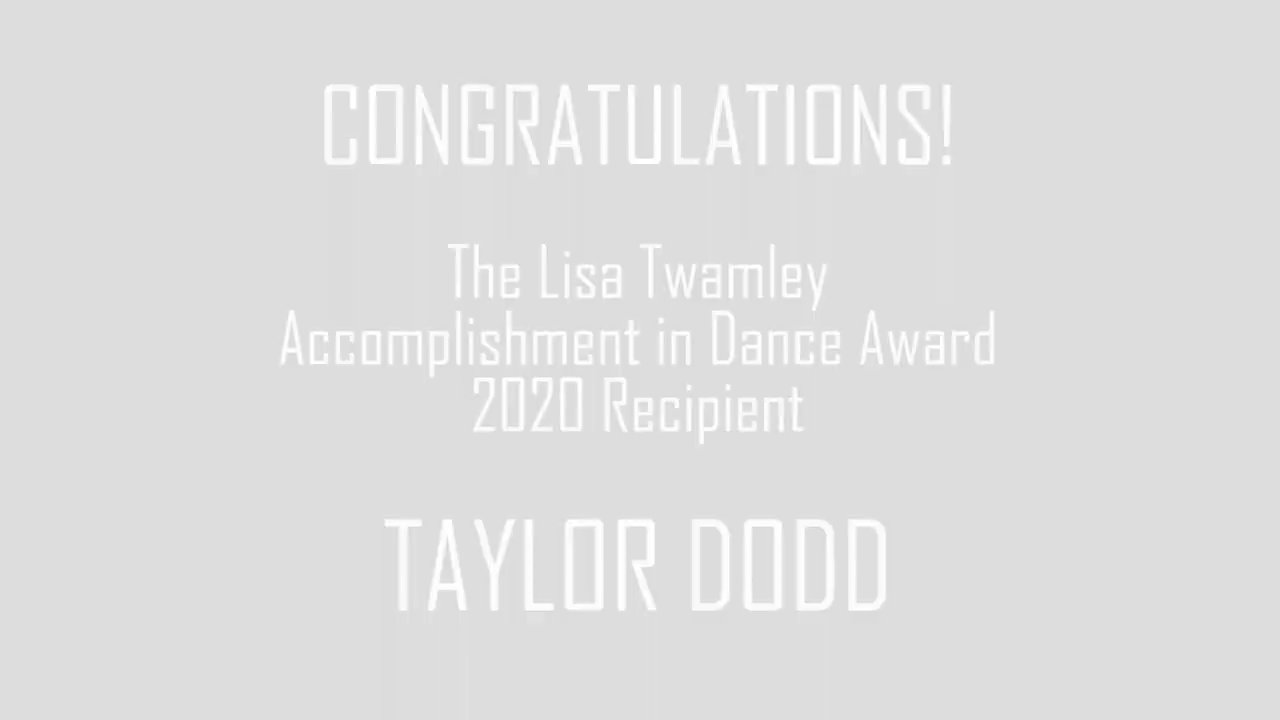 CONGRATULATIONS!
The Lisa Twamley
Accomplishment in Dance Award
2020 Recipient
TAYLOR DODD